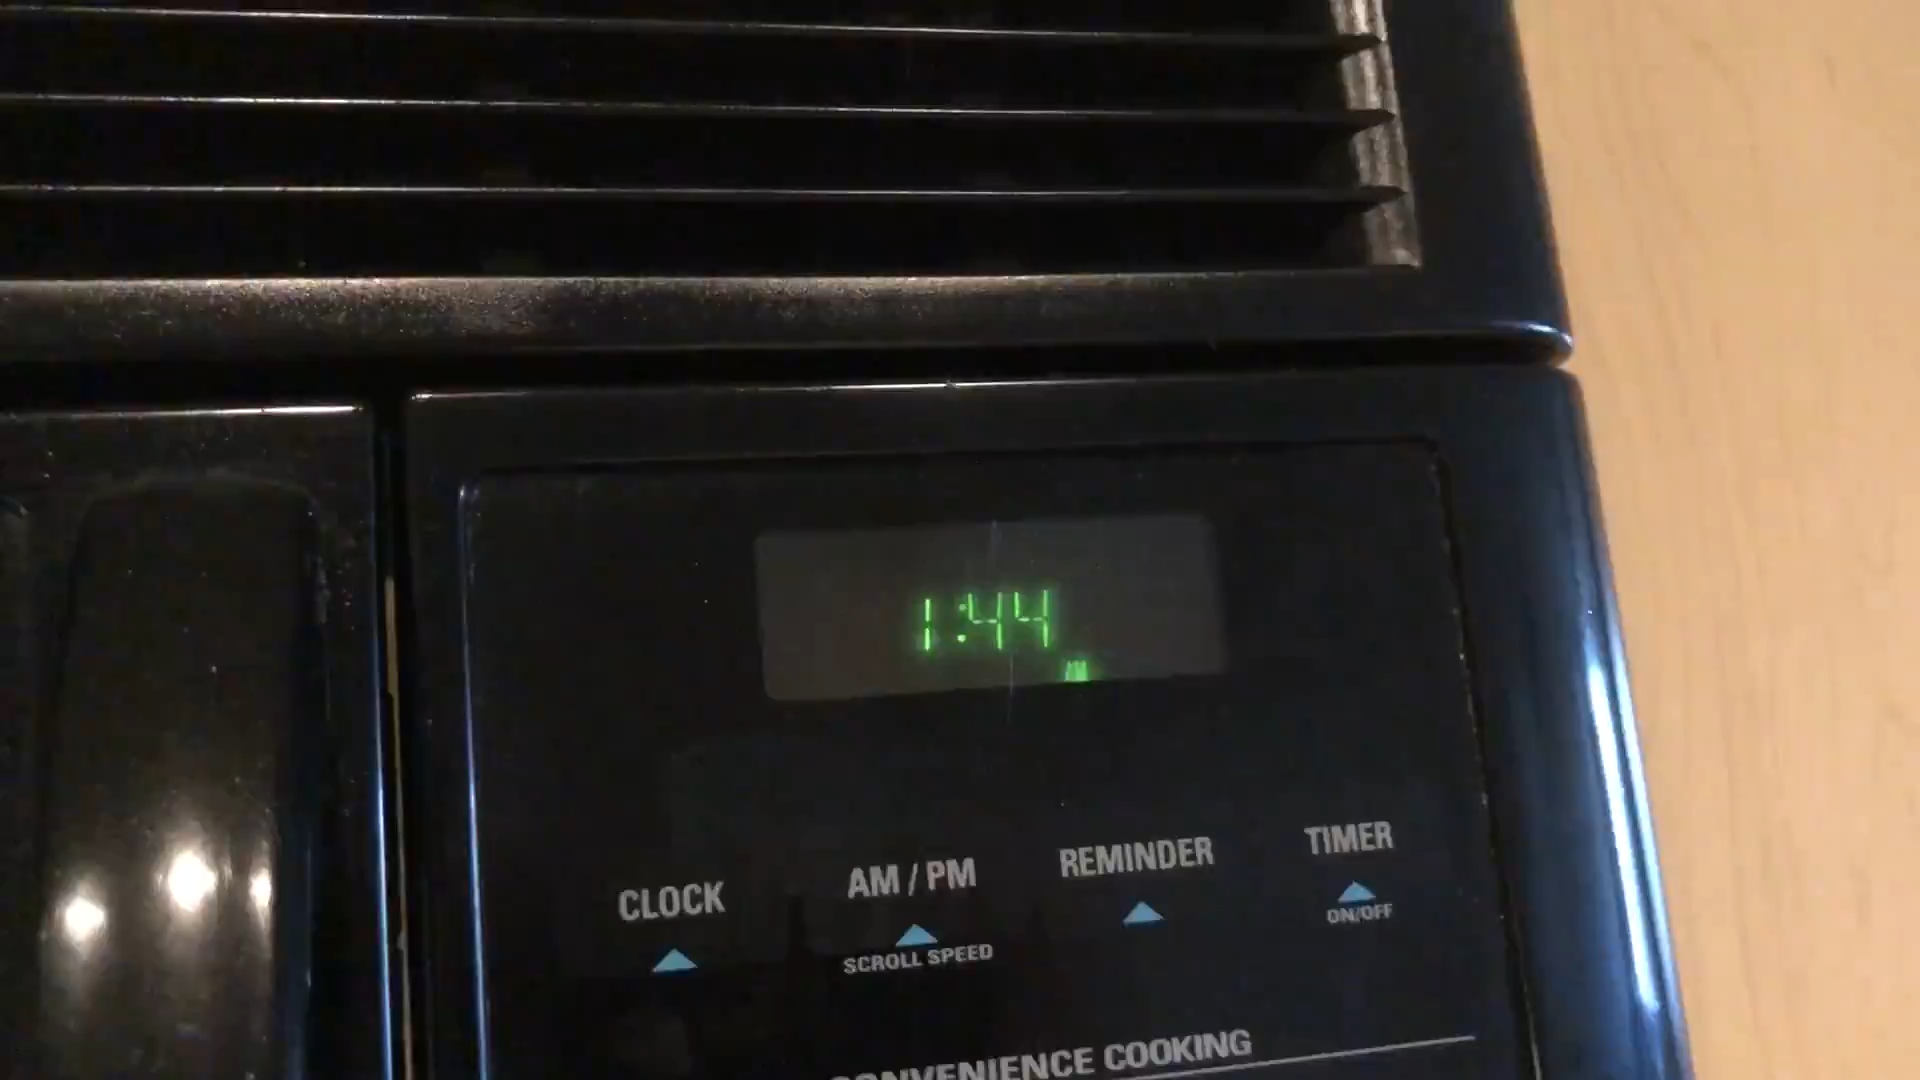 1:44
CLOCK
AM / PM
SCROLL SPEED
REMINDER
TIMER
ON/OFF
CONVENIENCE COOKING